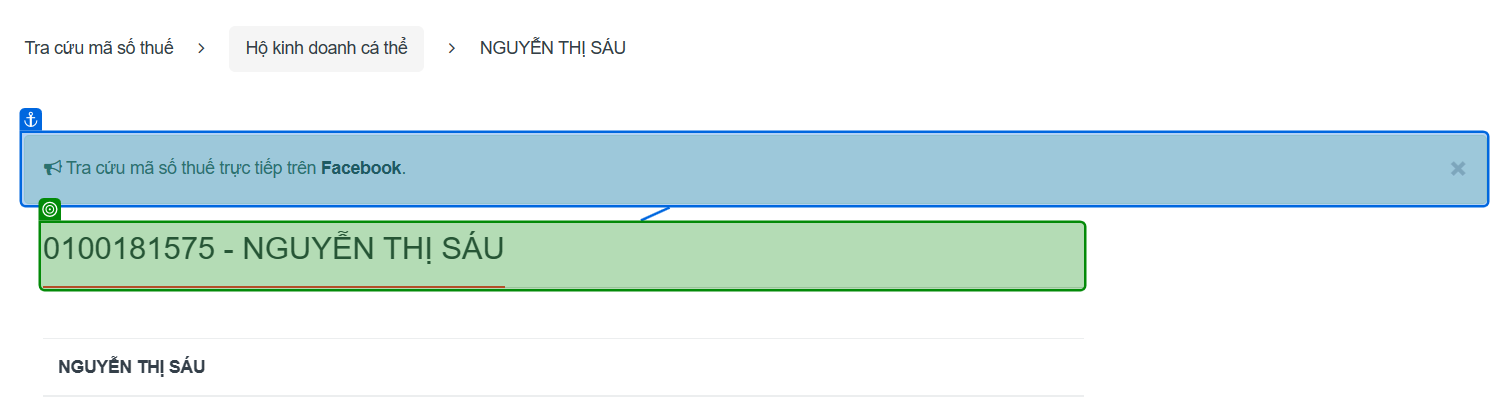 Tra cứu mã số thuế > Hộ kinh doanh cá thể > NGUYỄN THỊ SÁU
Tra cứu mã số thuế trực tiếp trên Facebook. ×
0100181575 - NGUYỄN THỊ SÁU
NGUYỄN THỊ SÁU